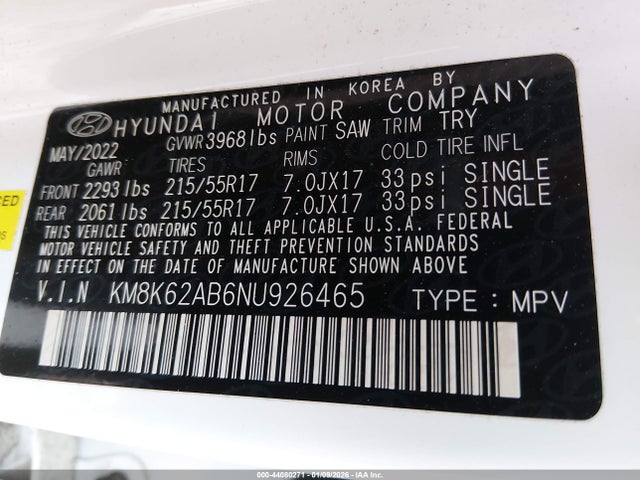 MANUFACTURED IN KOREA BY
HYUNDAI MOTOR COMPANY
MAY/2022 GVWR 3968lbs PAINT SAW TRIM TRY
GAWR TIRES RIMS COLD TIRE INFL
FRONT 2293 lbs 215/55R17 7.0JX17 33psi SINGLE
REAR 2061 lbs 215/55R17 7.0JX17 33psi SINGLE
THIS VEHICLE CONFORMS TO ALL APPLICABLE U.S.A. FEDERAL
MOTOR VEHICLE SAFETY AND THEFT PREVENTION STANDARDS
IN EFFECT ON THE DATE OF MANUFACTURE SHOWN ABOVE.
V.I.N KM8K62AB6NU926465 TYPE : MPV
000-44080271 - 01/09/2026 - IAA, Inc.